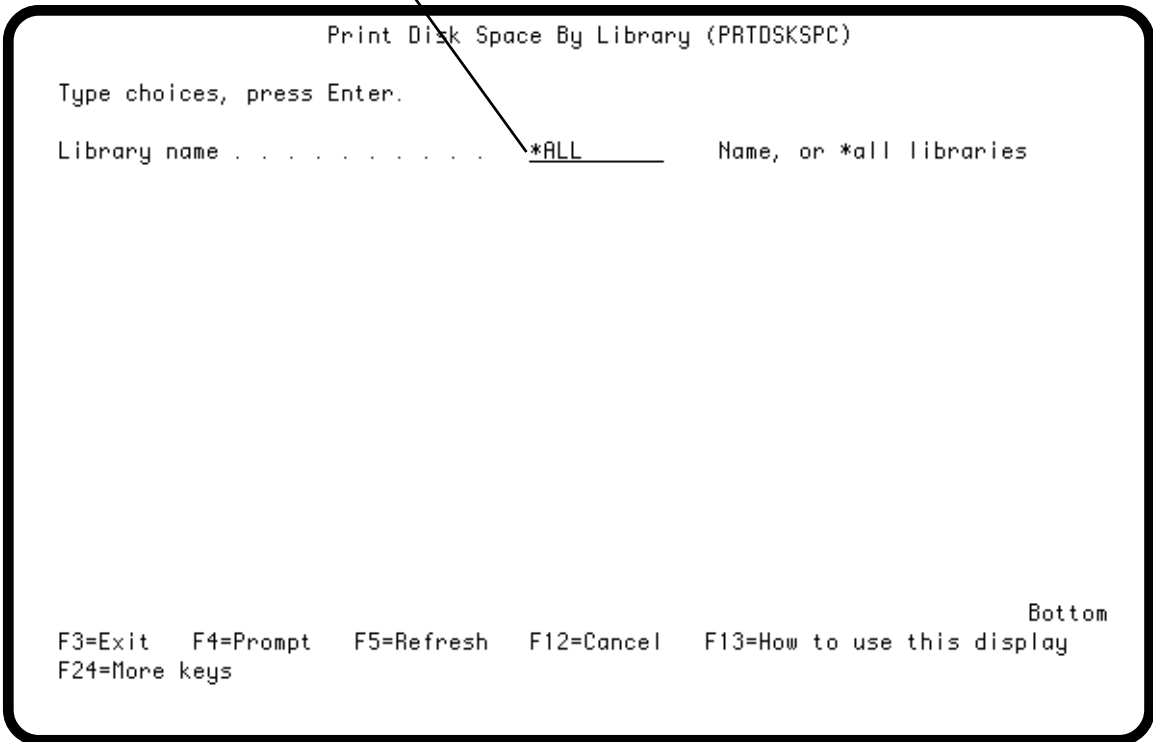 Print Disk Space By Library (PRTDSKSPC)
Type choices, press Enter.
Library name . . . . . . . . . . *ALL Name, or *all libraries
Bottom
F3=Exit F4=Prompt F5=Refresh F12=Cancel F13=How to use this display
F24=More keys